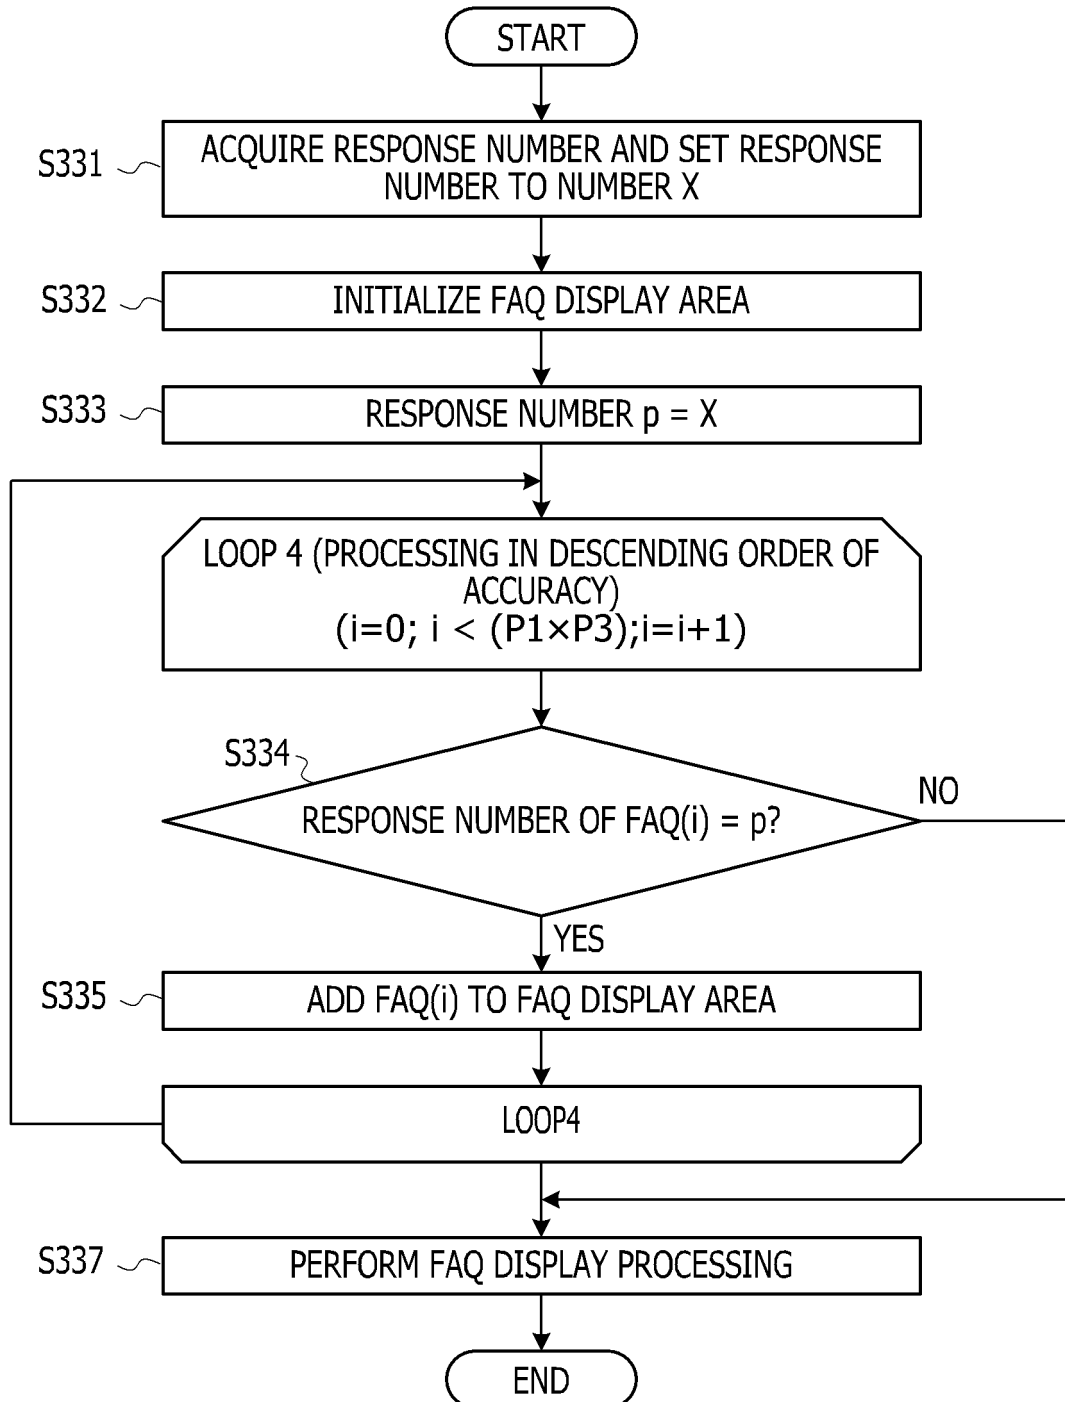 START
S331
ACQUIRE RESPONSE NUMBER AND SET RESPONSE
NUMBER TO NUMBER X
S332
INITIALIZE FAQ DISPLAY AREA
S333
RESPONSE NUMBER p = X
LOOP 4 (PROCESSING IN DESCENDING ORDER OF
ACCURACY)
(i=0; i < (P1×P3);i=i+1)
S334
RESPONSE NUMBER OF FAQ(i) = p?
NO
YES
S335
ADD FAQ(i) TO FAQ DISPLAY AREA
LOOP4
S337
PERFORM FAQ DISPLAY PROCESSING
END